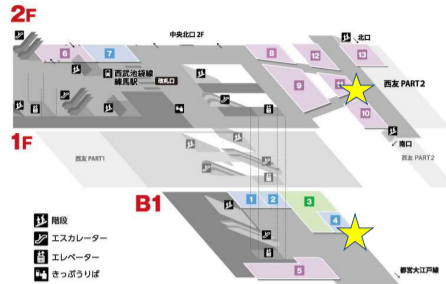 2F
中央北口 2F
北口
6
7
8
12
13
西武池袋線
練馬駅
改札口
9
11
西友 PART2
10
南口
1F
西友 PART1
西友 PART2
B1
1
2
3
4
5
階段
エスカレーター
エレベーター
きっぷうりば
都営大江戸線